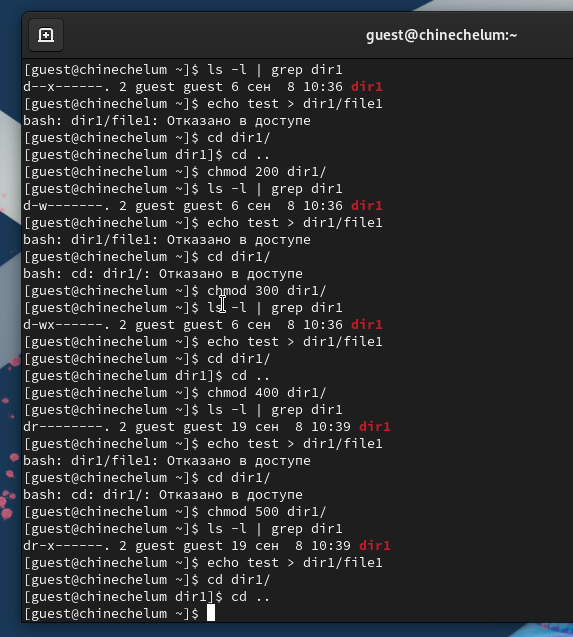 guest@chinechelum:~
[guest@chinechelum ~]$ ls -l | grep dir1
d--x------. 2 guest guest 6 сен  8 10:36 dir1
[guest@chinechelum ~]$ echo test > dir1/file1
bash: dir1/file1: Отказано в доступе
[guest@chinechelum ~]$ cd dir1/
[guest@chinechelum dir1]$ cd ..
[guest@chinechelum ~]$ chmod 200 dir1/
[guest@chinechelum ~]$ ls -l | grep dir1
d-w-------. 2 guest guest 6 сен  8 10:36 dir1
[guest@chinechelum ~]$ echo test > dir1/file1
bash: dir1/file1: Отказано в доступе
[guest@chinechelum ~]$ cd dir1/
bash: cd: dir1/: Отказано в доступе
[guest@chinechelum ~]$ chmod 300 dir1/
[guest@chinechelum ~]$ ls -l | grep dir1
d-wx------. 2 guest guest 6 сен  8 10:36 dir1
[guest@chinechelum ~]$ echo test > dir1/file1
[guest@chinechelum ~]$ cd dir1/
[guest@chinechelum dir1]$ cd ..
[guest@chinechelum ~]$ chmod 400 dir1/
[guest@chinechelum ~]$ ls -l | grep dir1
dr--------. 2 guest guest 19 сен  8 10:39 dir1
[guest@chinechelum ~]$ echo test > dir1/file1
bash: dir1/file1: Отказано в доступе
[guest@chinechelum ~]$ cd dir1/
bash: cd: dir1/: Отказано в доступе
[guest@chinechelum ~]$ chmod 500 dir1/
[guest@chinechelum ~]$ ls -l | grep dir1
dr-x------. 2 guest guest 19 сен  8 10:39 dir1
[guest@chinechelum ~]$ echo test > dir1/file1
[guest@chinechelum ~]$ cd dir1/
[guest@chinechelum dir1]$ cd ..
[guest@chinechelum ~]$